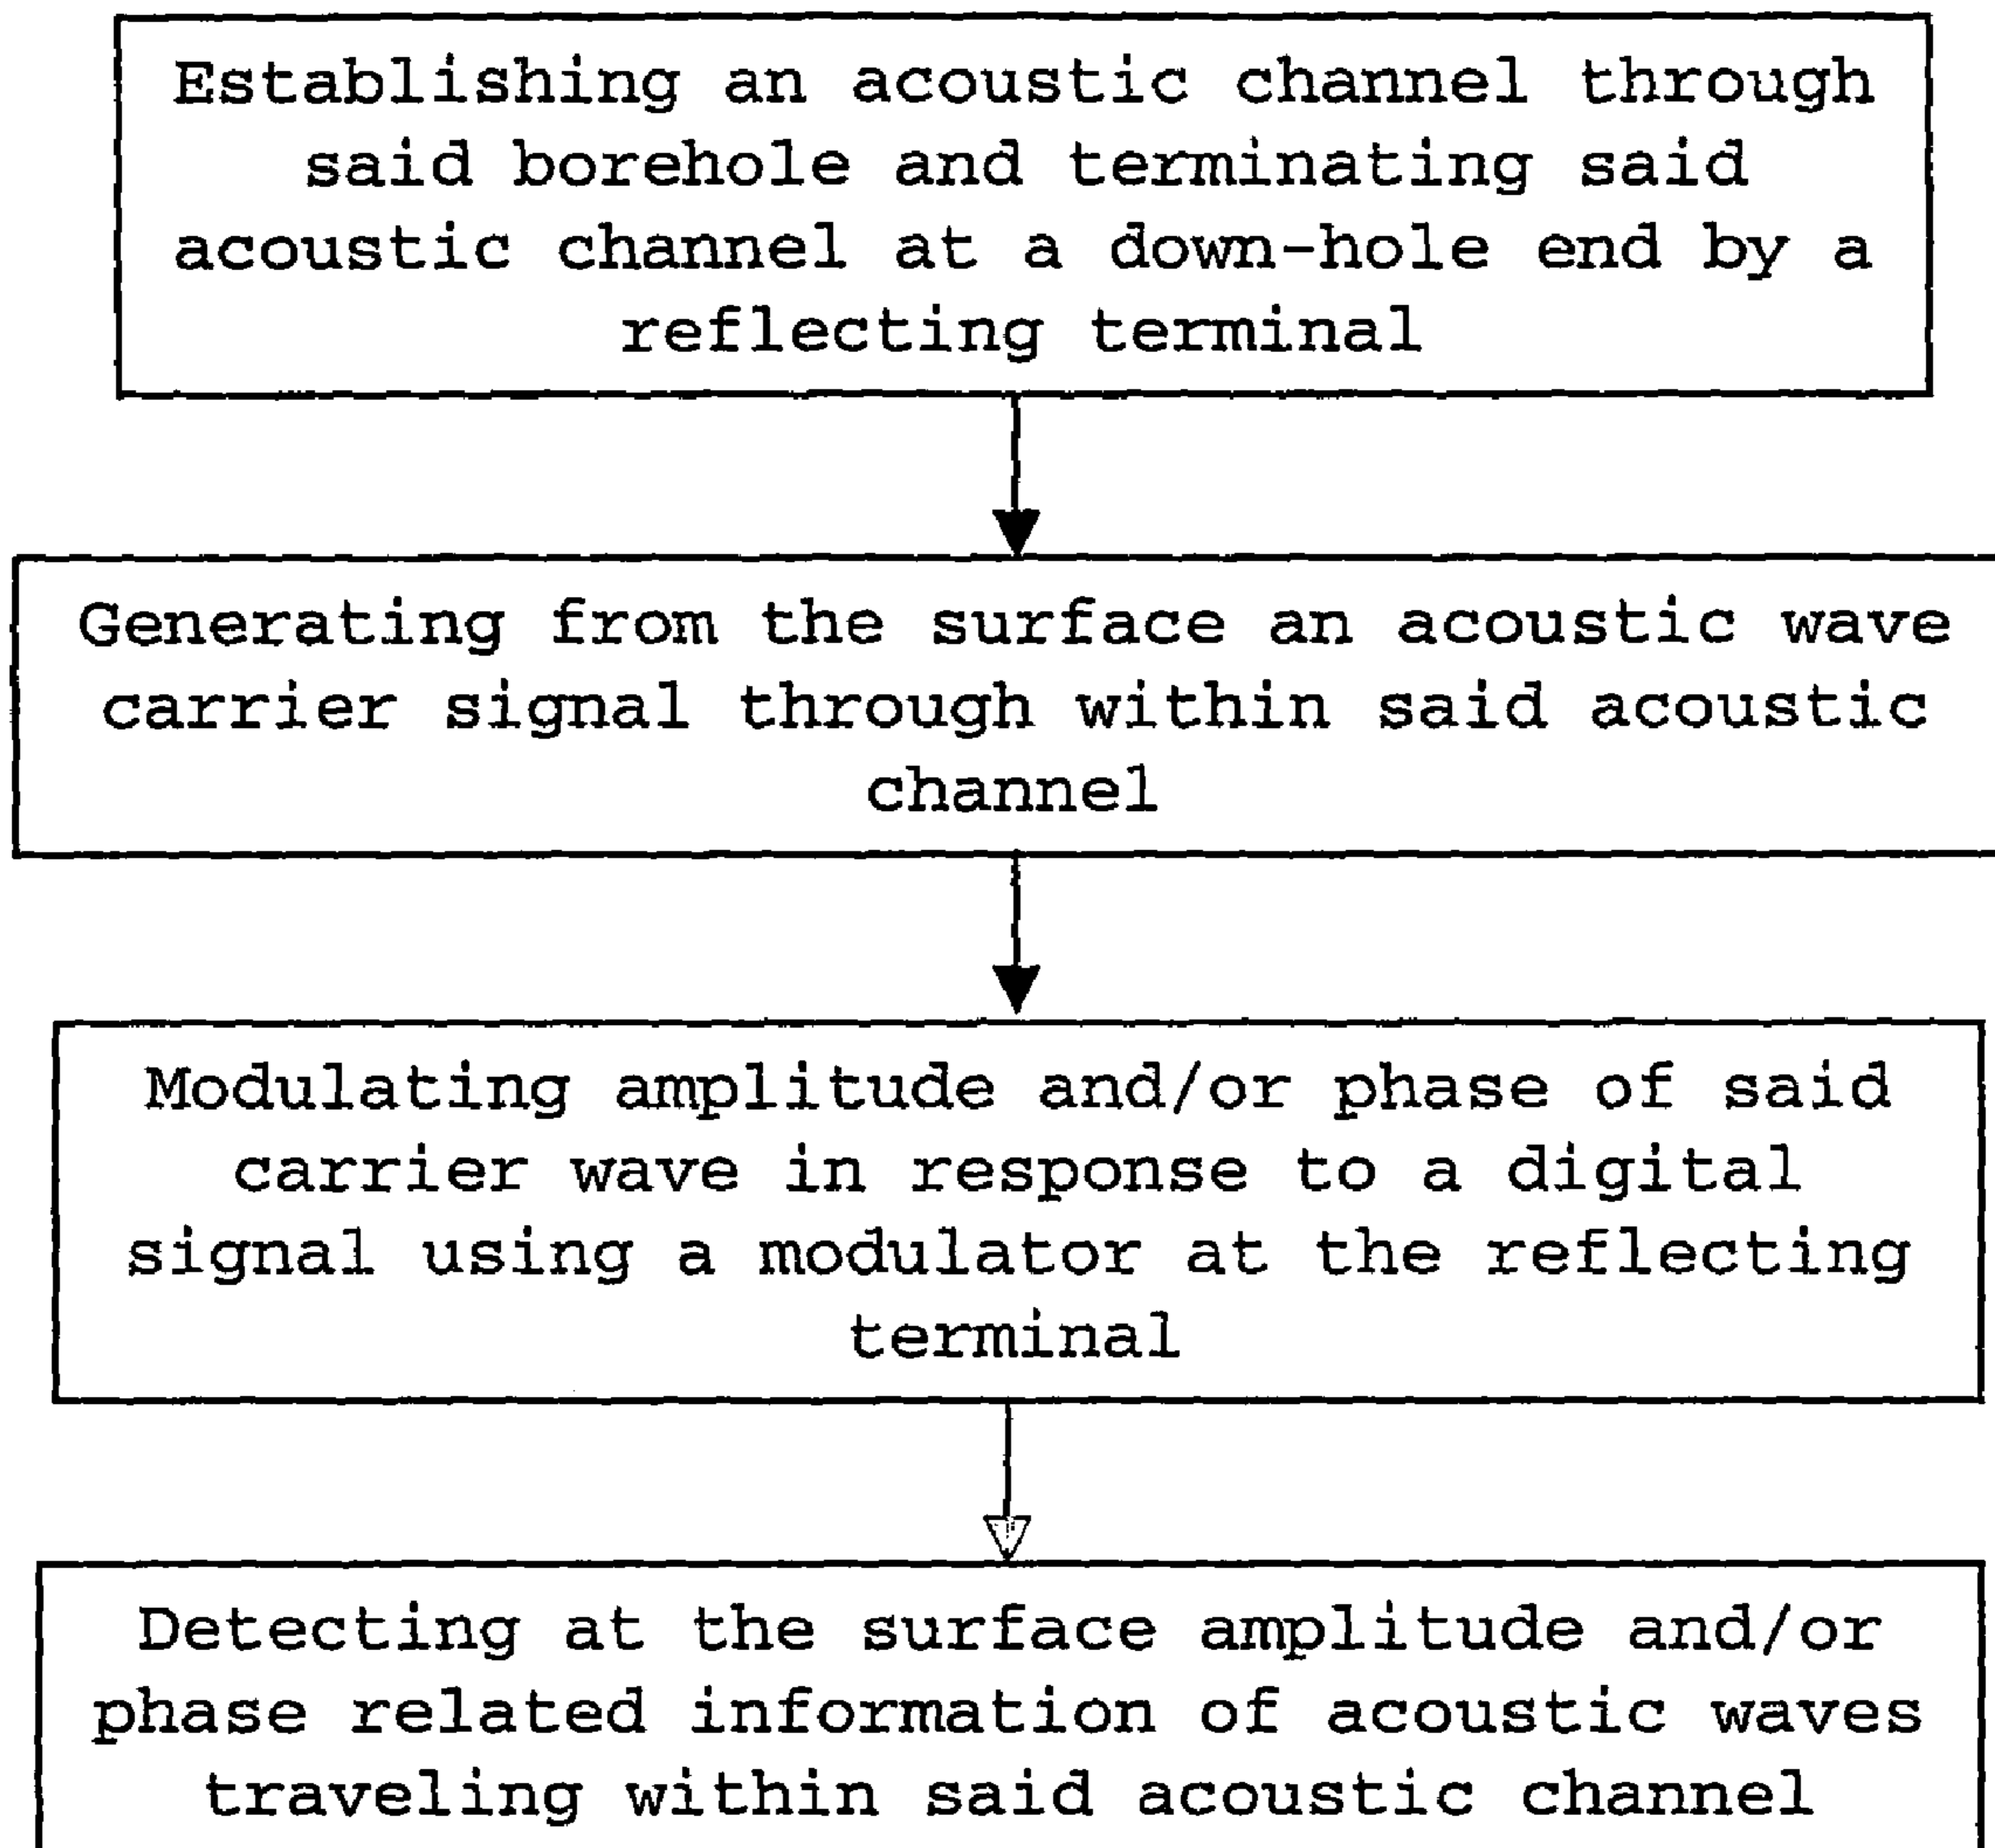 Establishing an acoustic channel through
said borehole and terminating said
acoustic channel at a down-hole end by a
reflecting terminal
Generating from the surface an acoustic wave
carrier signal through within said acoustic
channel
Modulating amplitude and/or phase of said
carrier wave in response to a digital
signal using a modulator at the reflecting
terminal
Detecting at the surface amplitude and/or
phase related information of acoustic waves
traveling within said acoustic channel